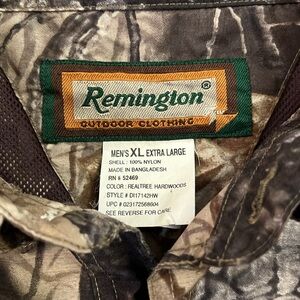 Remington®
OUTDOOR CLOTHING
MEN'S XL EXTRA LARGE
SHELL: 100% NYLON
MADE IN BANGLADESH
RN # 52469
COLOR: REALTREE HARDWOODS
STYLE # DI17142HW
UPC # 023172568604
SEE REVERSE FOR CARE